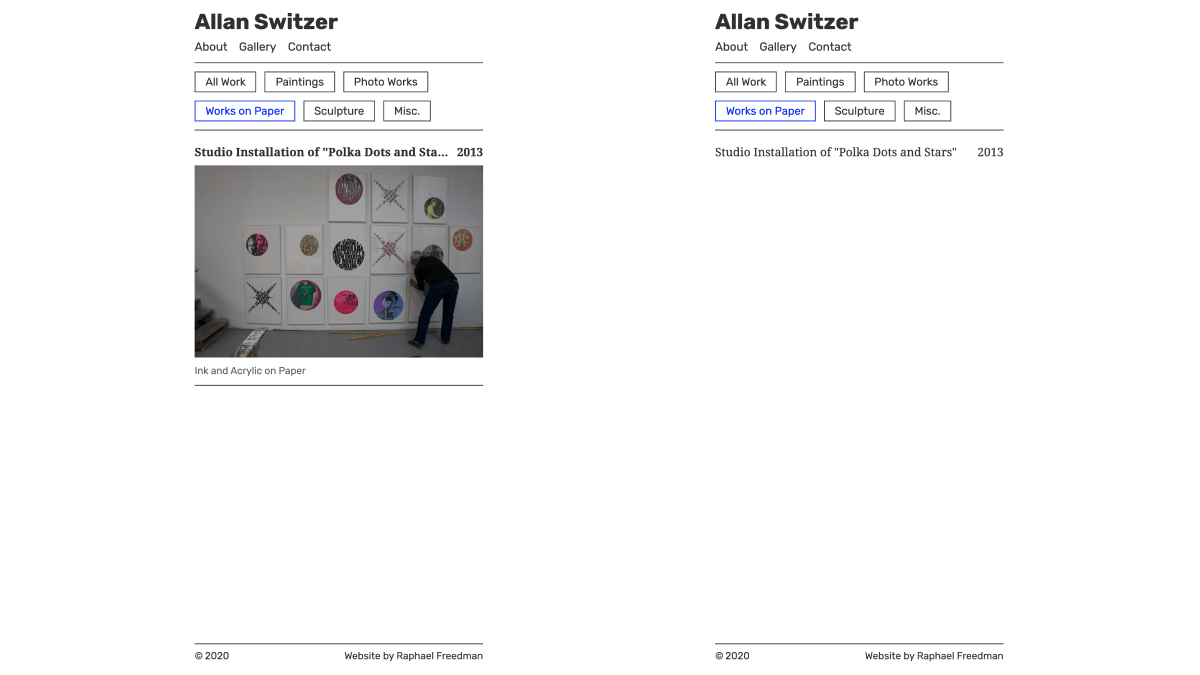 Allan Switzer
About Gallery Contact
All Work Paintings Photo Works
Works on Paper Sculpture Misc.
Studio Installation of "Polka Dots and Sta... 2013
Ink and Acrylic on Paper
© 2020 Website by Raphael Freedman
Allan Switzer
About Gallery Contact
All Work Paintings Photo Works
Works on Paper Sculpture Misc.
Studio Installation of "Polka Dots and Stars" 2013
© 2020 Website by Raphael Freedman